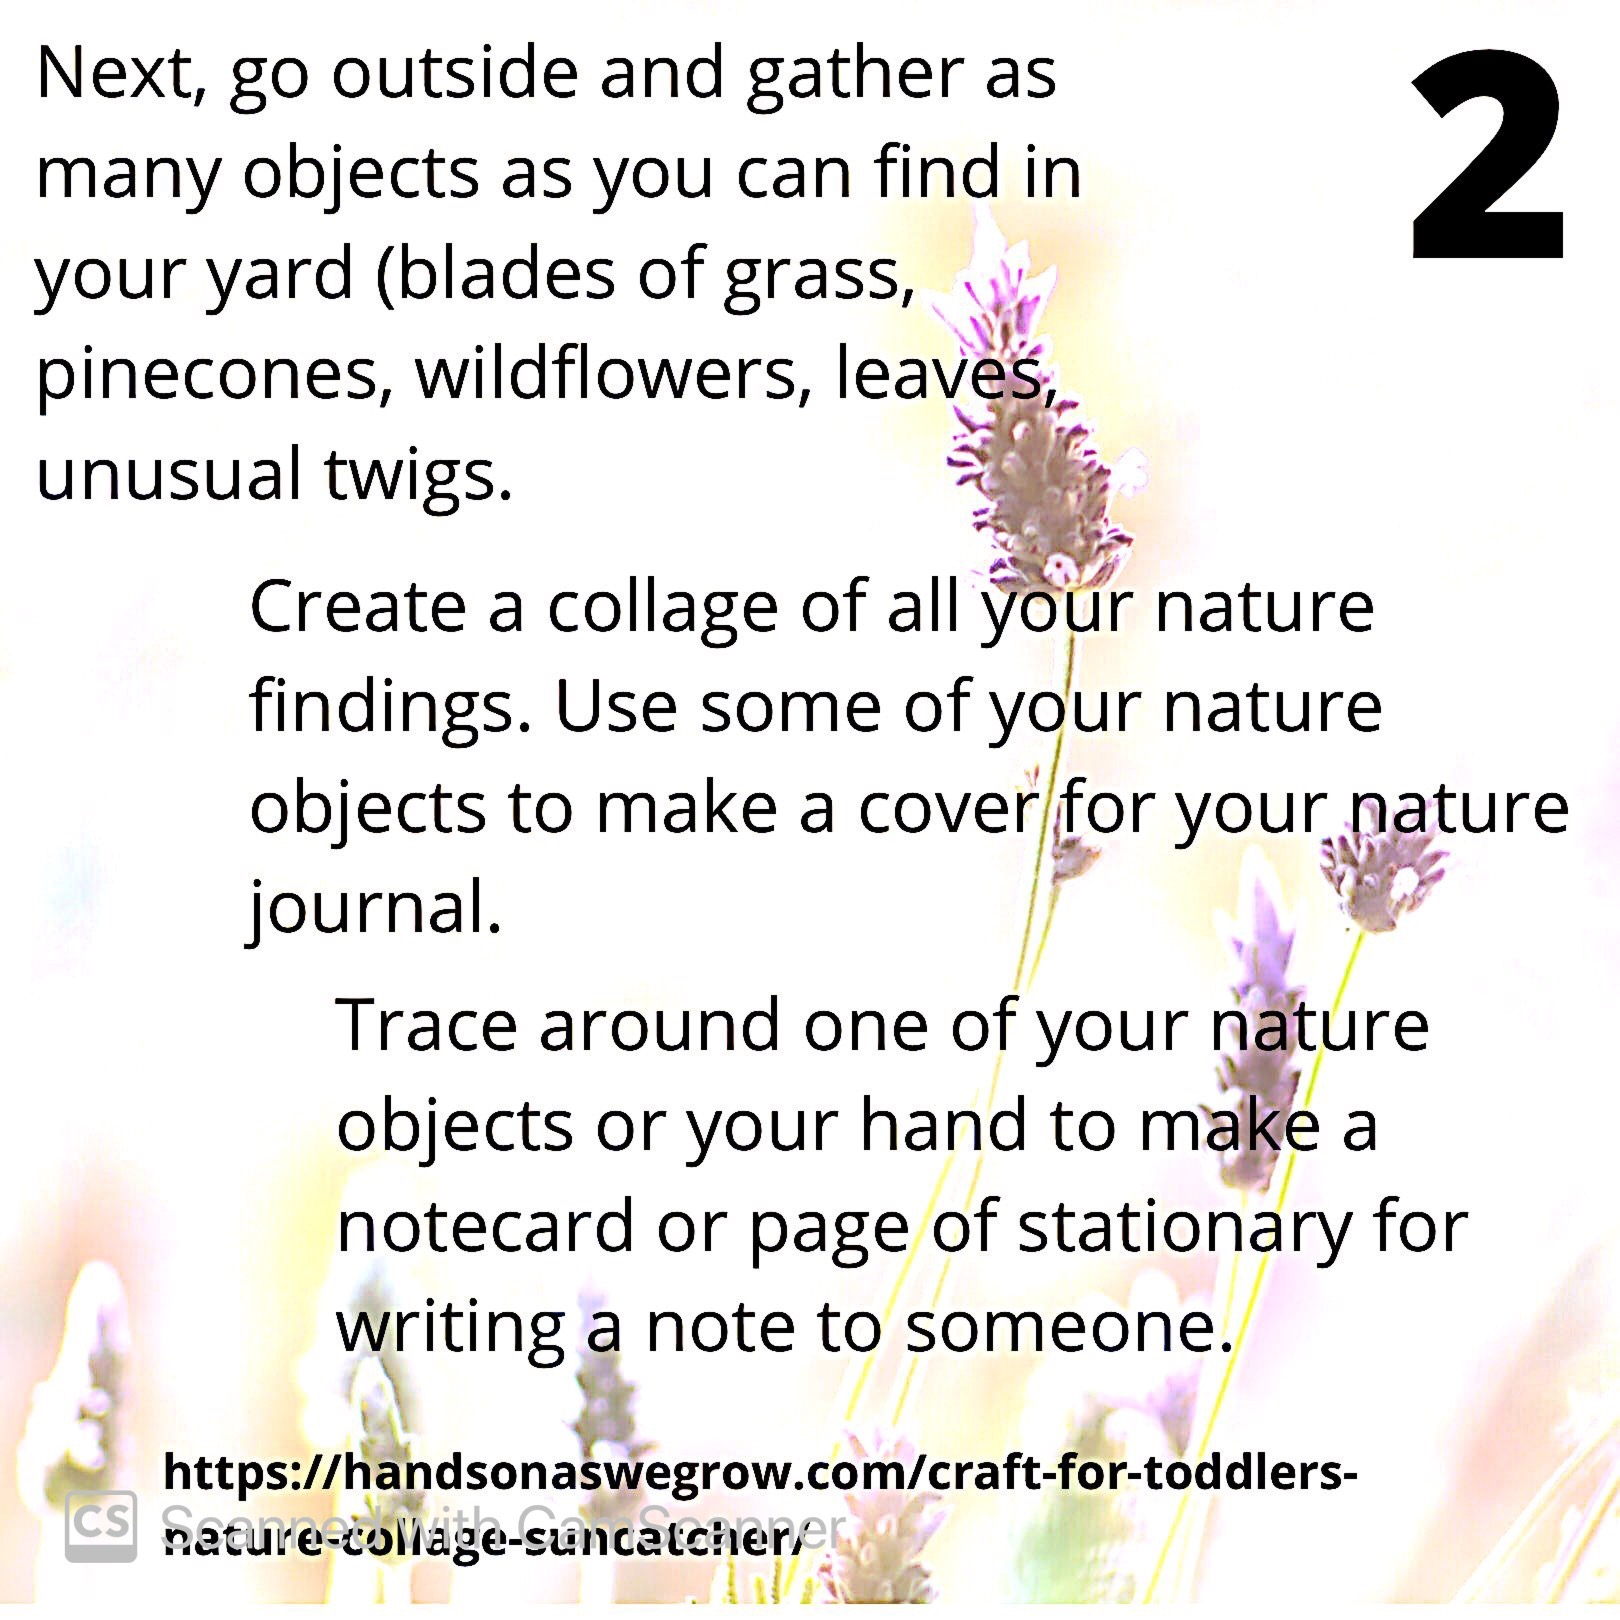 2
Next, go outside and gather as
many objects as you can find in
your yard (blades of grass,
pinecones, wildflowers, leaves,
unusual twigs.
Create a collage of all your nature
findings. Use some of your nature
objects to make a cover for your nature
journal.
Trace around one of your nature
objects or your hand to make a
notecard or page of stationary for
writing a note to someone.
https://handsonaswegrow.com/craft-for-toddlers-
nature-collage-suncatcher/
CS Scanned with CamScanner